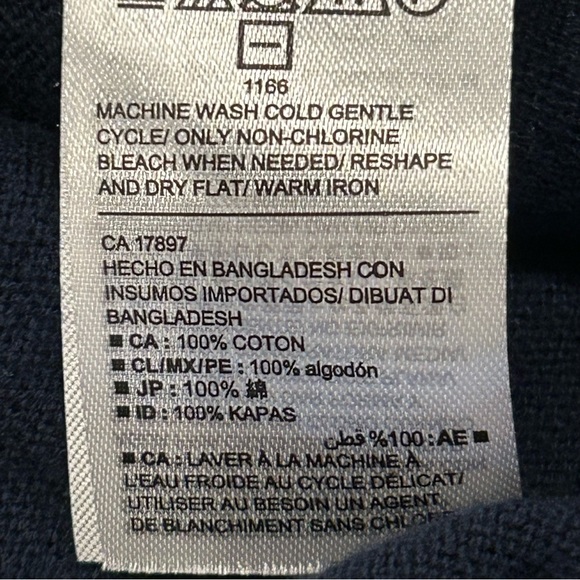 1166
MACHINE WASH COLD GENTLE
CYCLE/ ONLY NON-CHLORINE
BLEACH WHEN NEEDED/ RESHAPE
AND DRY FLAT/ WARM IRON
CA 17897
HECHO EN BANGLADESH CON
INSUMOS IMPORTADOS/ DIBUAT DI
BANGLADESH
■ CA : 100% COTON
■ CL/MX/PE : 100% algodón
■ JP : 100% 綿
■ ID : 100% KAPAS
■ AE: 100% قطن
■ CA : LAVER À LA MACHINE À
L'EAU FROIDE AU CYCLE DÉLICAT/
UTILISER AU BESOIN UN AGENT
DE BLANCHIMENT SANS